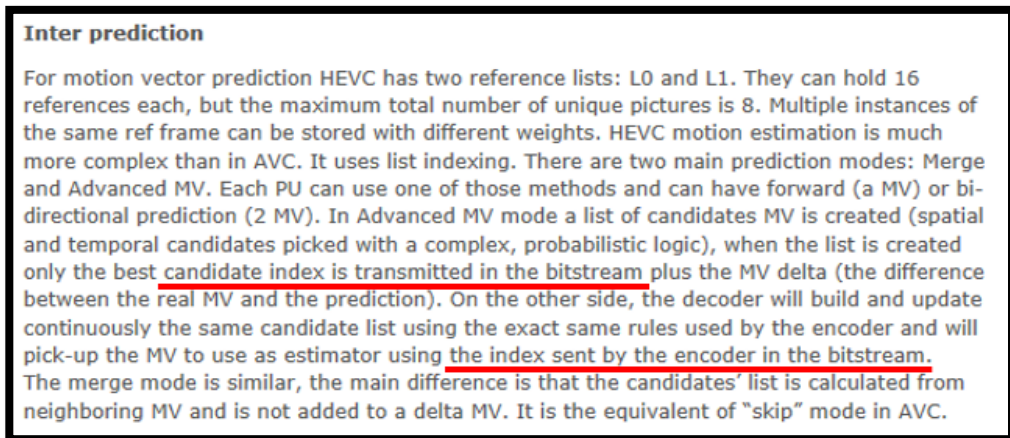 Inter prediction
For motion vector prediction HEVC has two reference lists: L0 and L1. They can hold 16
references each, but the maximum total number of unique pictures is 8. Multiple instances of
the same ref frame can be stored with different weights. HEVC motion estimation is much
more complex than in AVC. It uses list indexing. There are two main prediction modes: Merge
and Advanced MV. Each PU can use one of those methods and can have forward (a MV) or bi-
directional prediction (2 MV). In Advanced MV mode a list of candidates MV is created (spatial
and temporal candidates picked with a complex, probabilistic logic), when the list is created
only the best candidate index is transmitted in the bitstream plus the MV delta (the difference
between the real MV and the prediction). On the other side, the decoder will build and update
continuously the same candidate list using the exact same rules used by the encoder and will
pick-up the MV to use as estimator using the index sent by the encoder in the bitstream.
The merge mode is similar, the main difference is that the candidates' list is calculated from
neighboring MV and is not added to a delta MV. It is the equivalent of "skip" mode in AVC.